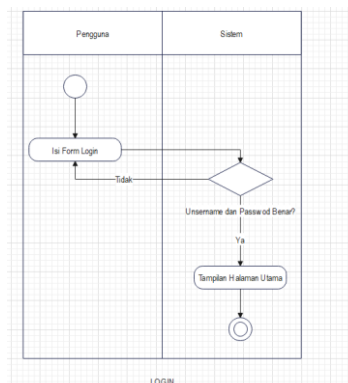 Pengguna
Sistem
Isi Form Login
Tidak
Unsername dan Passwod Benar?
Ya
Tampilan Halaman Utama
LOGIN